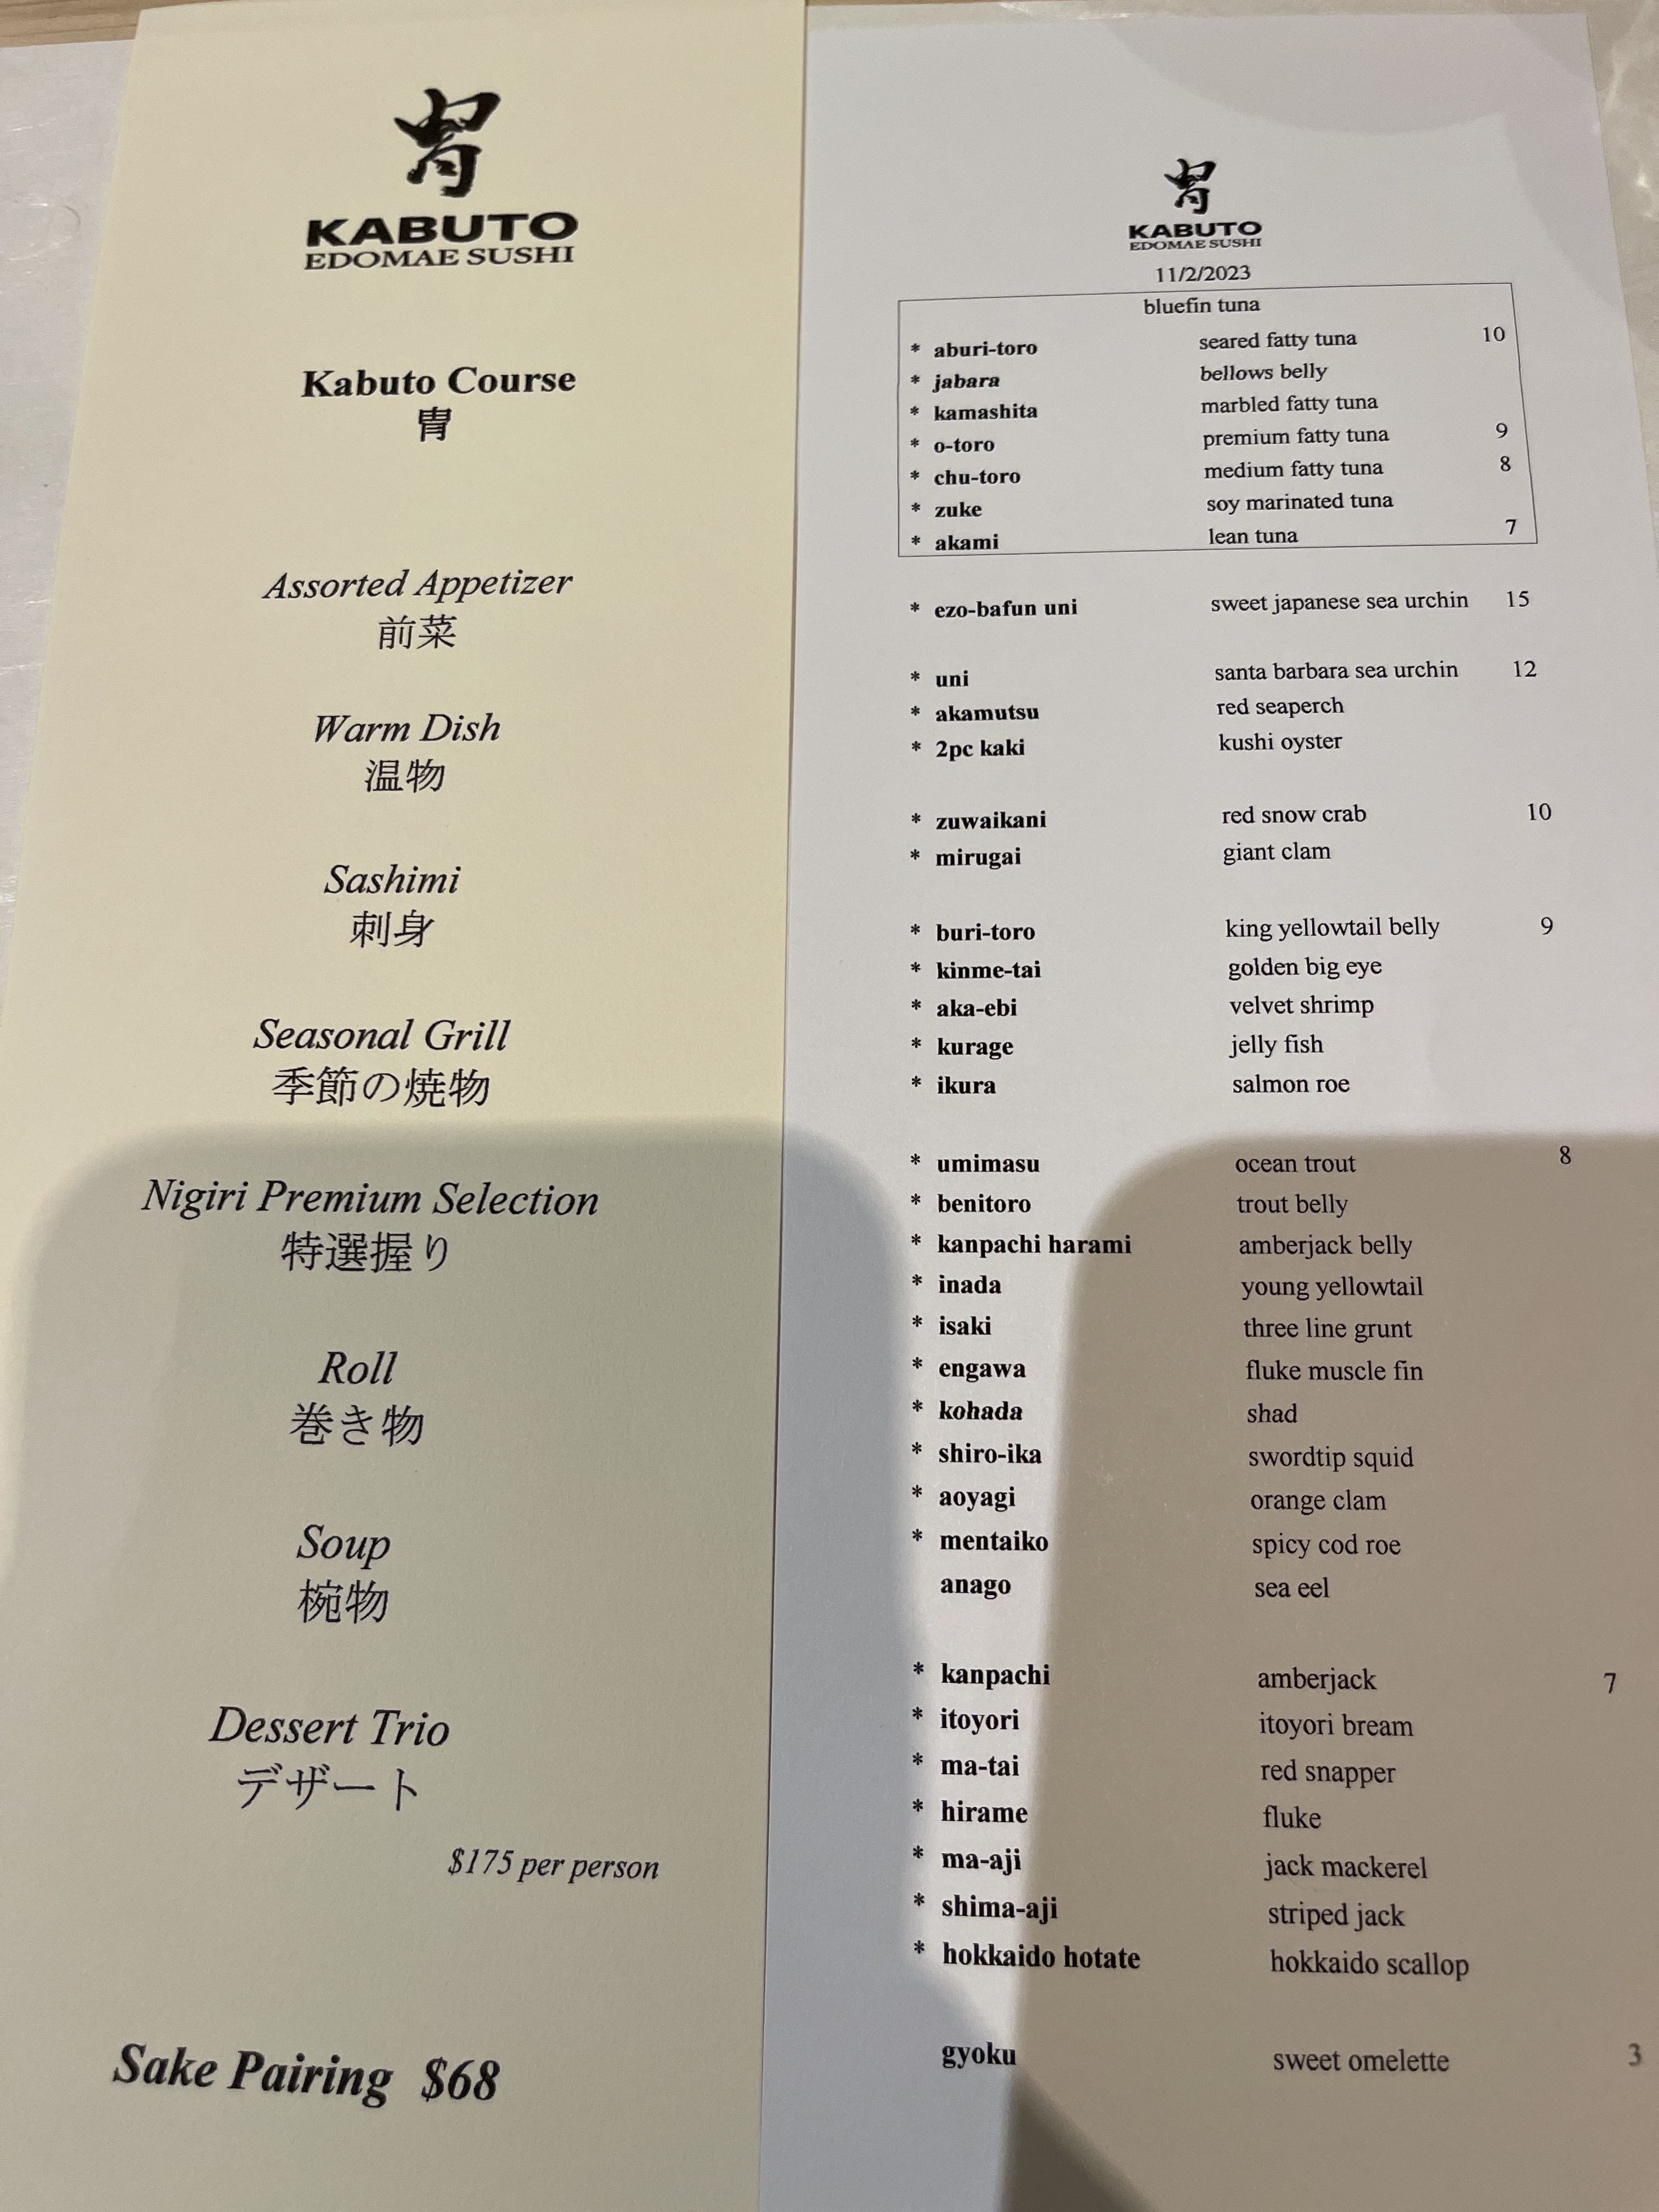 冑
KABUTO
EDOMAE SUSHI
Kabuto Course
冑
Assorted Appetizer
前菜
Warm Dish
温物
Sashimi
刺身
Seasonal Grill
季節の焼物
Nigiri Premium Selection
特選握り
Roll
巻き物
Soup
椀物
Dessert Trio
デザート
$175 per person
Sake Pairing $68
冑
KABUTO
EDOMAE SUSHI
11/2/2023
bluefin tuna
* aburi-toro seared fatty tuna 10
* jabara bellows belly
* kamashita marbled fatty tuna
* o-toro premium fatty tuna 9
* chu-toro medium fatty tuna 8
* zuke soy marinated tuna
* akami lean tuna 7
* ezo-bafun uni sweet japanese sea urchin 15
* uni santa barbara sea urchin 12
* akamutsu red seaperch
* 2pc kaki kushi oyster
* zuwaikani red snow crab 10
* mirugai giant clam
* buri-toro king yellowtail belly 9
* kinme-tai golden big eye
* aka-ebi velvet shrimp
* kurage jelly fish
* ikura salmon roe
* umimasu ocean trout 8
* benitoro trout belly
* kanpachi harami amberjack belly
* inada young yellowtail
* isaki three line grunt
* engawa fluke muscle fin
* kohada shad
* shiro-ika swordtip squid
* aoyagi orange clam
* mentaiko spicy cod roe
anago sea eel
* kanpachi amberjack 7
* itoyori itoyori bream
* ma-tai red snapper
* hirame fluke
* ma-aji jack mackerel
* shima-aji striped jack
* hokkaido hotate hokkaido scallop
gyoku sweet omelette 3